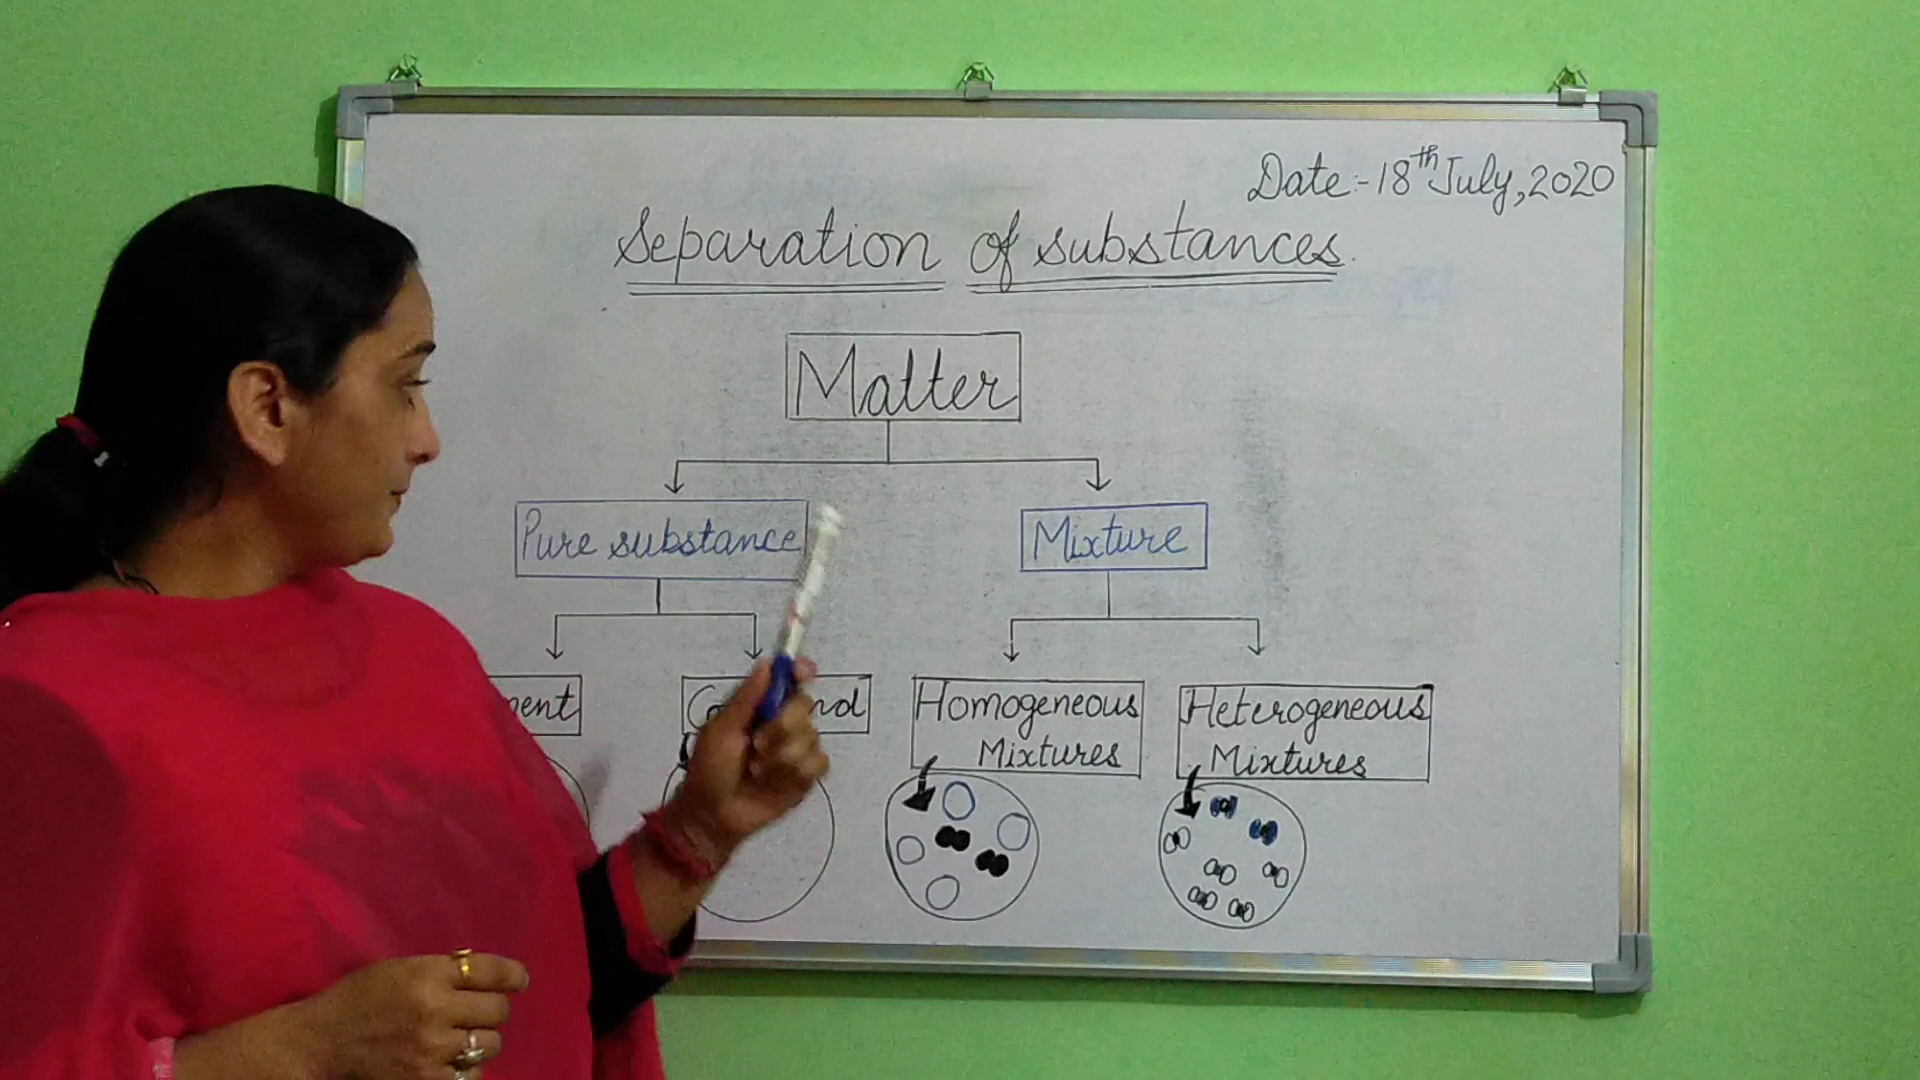 Date:- 18th July, 2020
Separation of substances.
Matter
Pure substance
Mixture
Homogeneous
Mixtures
Heterogeneous
Mixtures